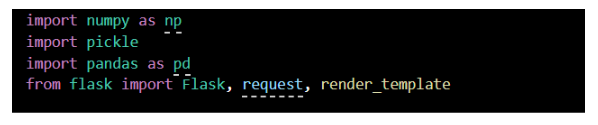 import numpy as np
import pickle
import pandas as pd
from flask import Flask, request, render_template